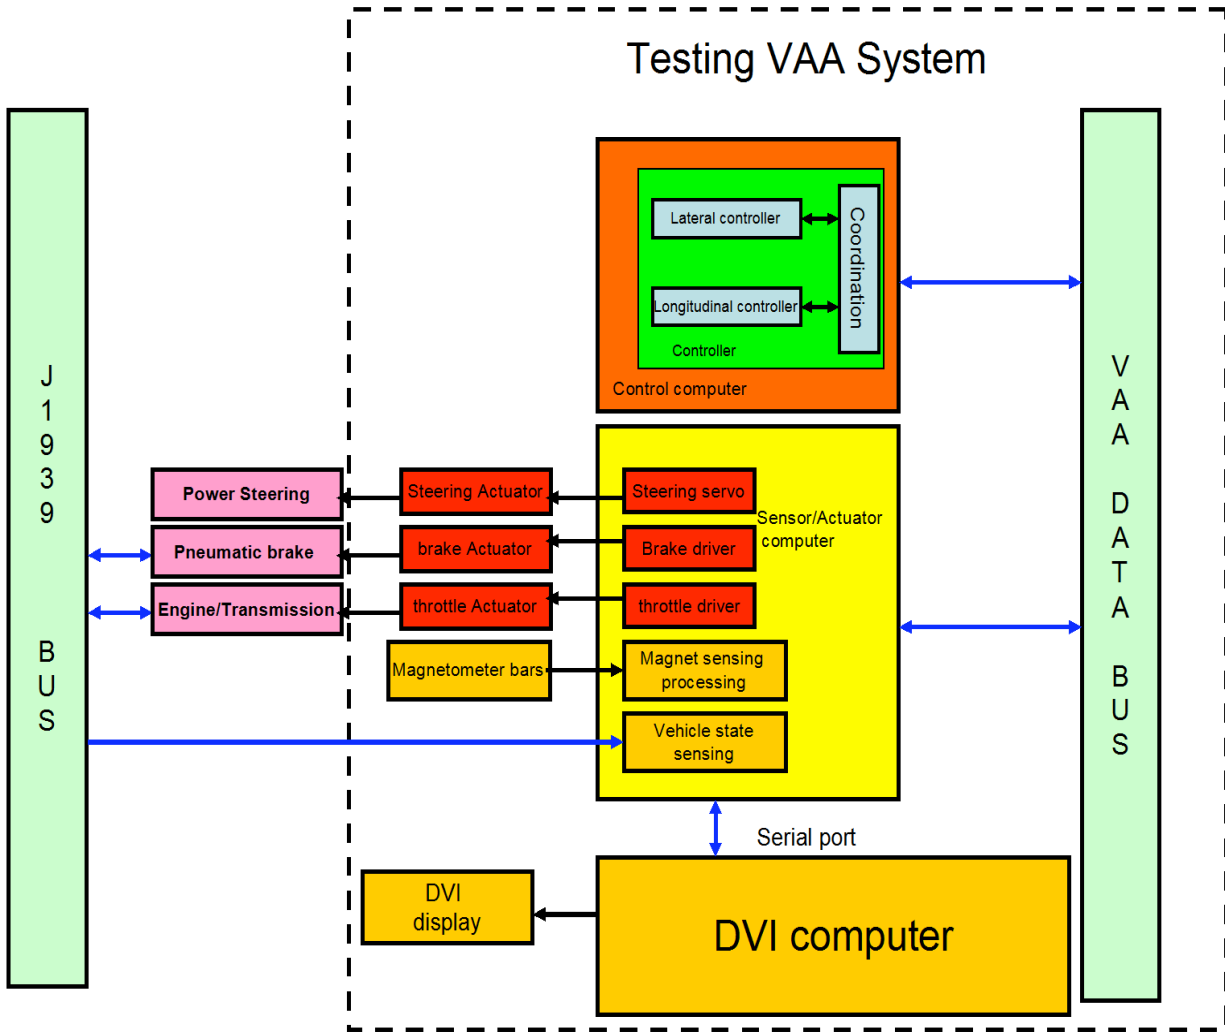 Testing VAA System
J
1
9
3
9
B
U
S
Lateral controller
Longitudinal controller
Coordination
Controller
Control computer
V
A
A
D
A
T
A
B
U
S
Power Steering
Steering Actuator
Steering servo
Sensor/Actuator
computer
Pneumatic brake
brake Actuator
Brake driver
Engine/Transmission
throttle Actuator
throttle driver
Magnetometer bars
Magnet sensing
processing
Vehicle state
sensing
Serial port
DVI
display
DVI computer